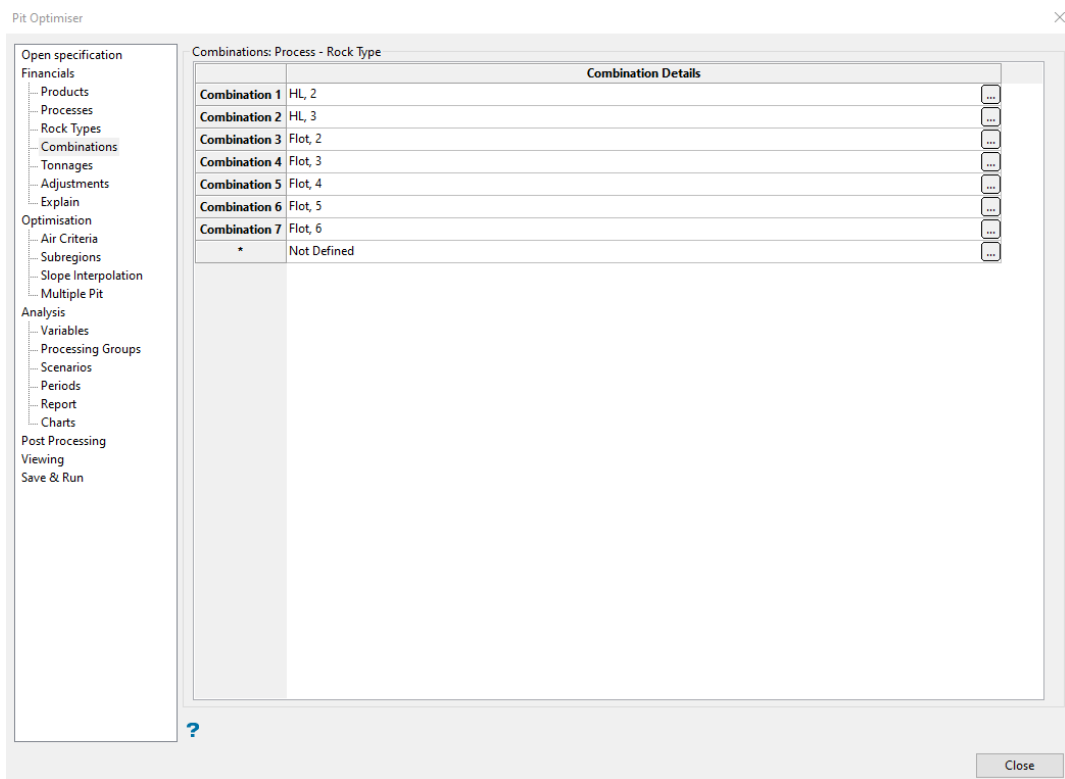 Pit Optimiser
Open specification
Financials
Products
Processes
Rock Types
Combinations
Tonnages
Adjustments
Explain
Optimisation
Air Criteria
Subregions
Slope Interpolation
Multiple Pit
Analysis
Variables
Processing Groups
Scenarios
Periods
Report
Charts
Post Processing
Viewing
Save & Run
Combinations: Process - Rock Type
Combination Details
Combination 1 HL, 2 ...
Combination 2 HL, 3 ...
Combination 3 Flot, 2 ...
Combination 4 Flot, 3 ...
Combination 5 Flot, 4 ...
Combination 6 Flot, 5 ...
Combination 7 Flot, 6 ...
* Not Defined ...
?
Close